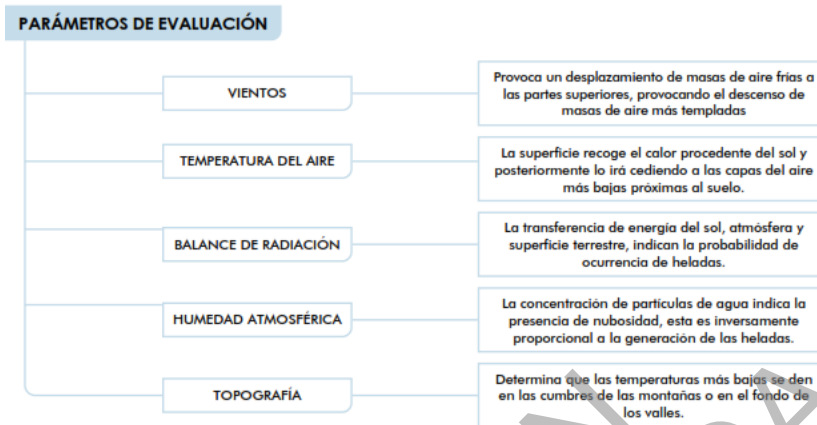 PARÁMETROS DE EVALUACIÓN
VIENTOS
Provoca un desplazamiento de masas de aire frías a
las partes superiores, provocando el descenso de
masas de aire más templadas
TEMPERATURA DEL AIRE
La superficie recoge el calor procedente del sol y
posteriormente lo irá cediendo a las capas del aire
más bajas próximas al suelo.
BALANCE DE RADIACIÓN
La transferencia de energía del sol, atmósfera y
superficie terrestre, indican la probabilidad de
ocurrencia de heladas.
HUMEDAD ATMOSFÉRICA
La concentración de partículas de agua indica la
presencia de nubosidad, esta es inversamente
proporcional a la generación de las heladas.
TOPOGRAFÍA
Determina que las temperaturas más bajas se den
en las cumbres de las montañas o en el fondo de
los valles.